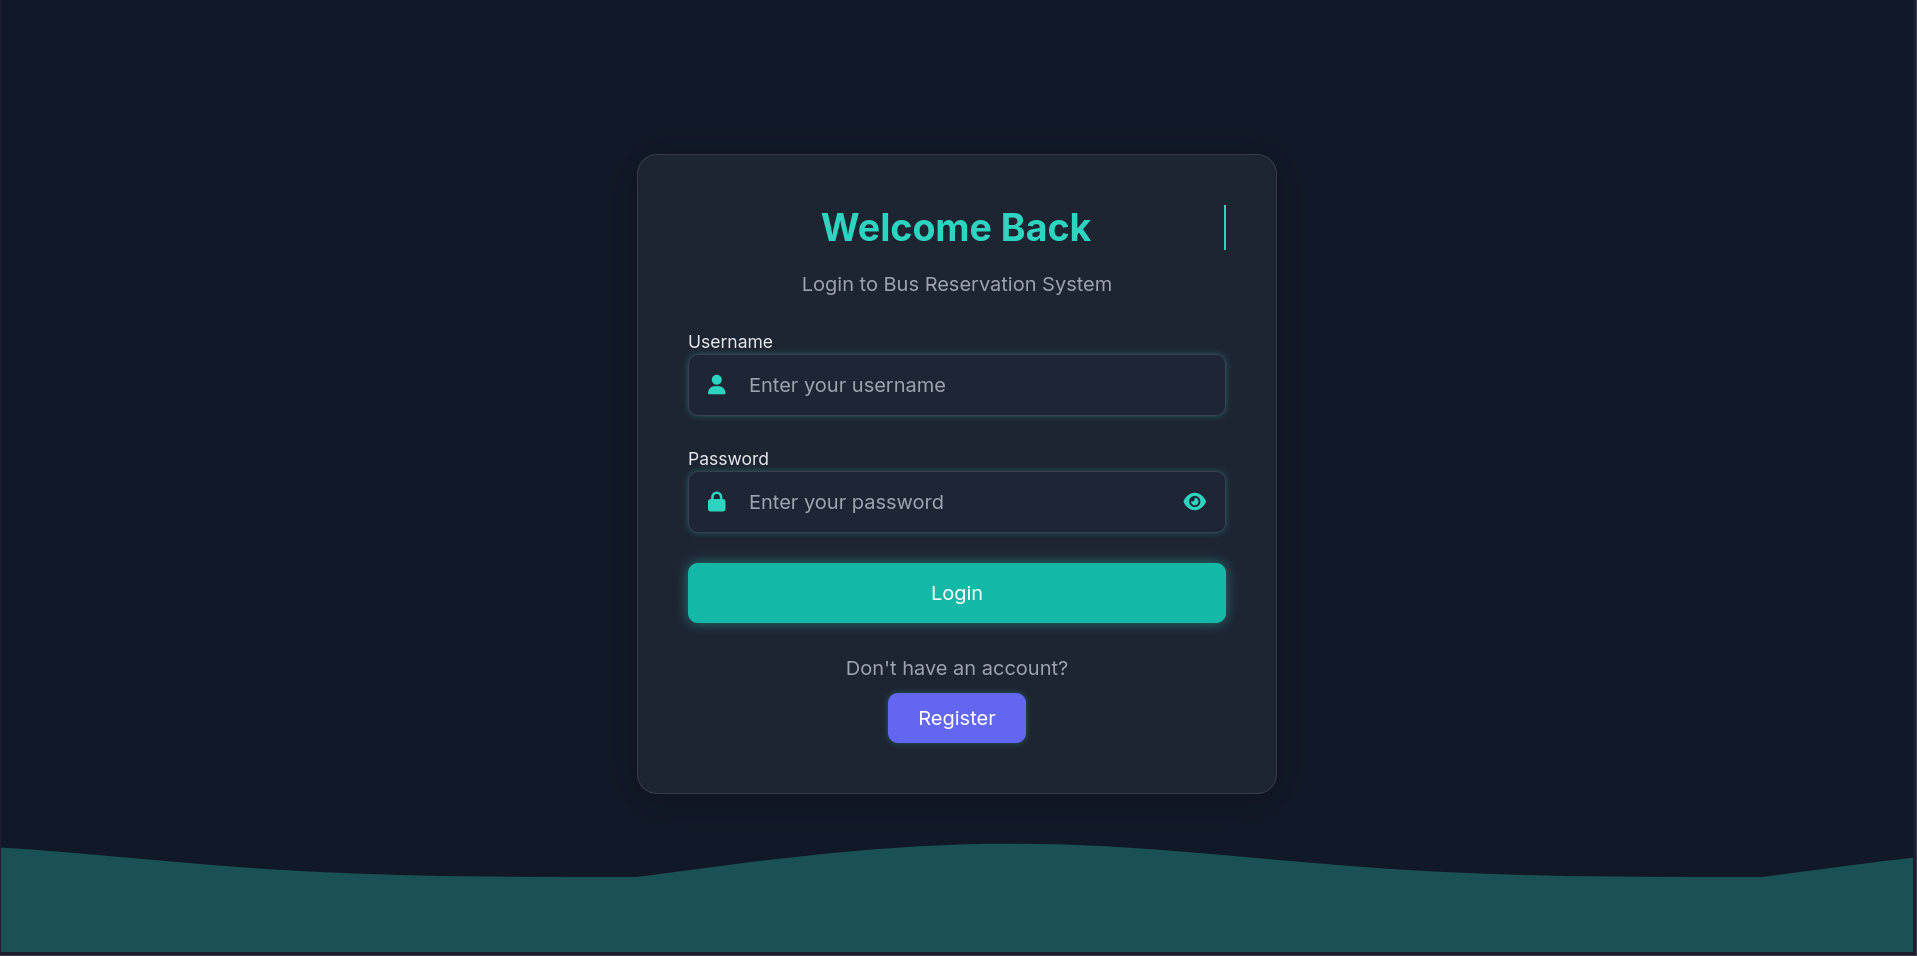 Welcome Back
Login to Bus Reservation System
Username
Enter your username
Password
Enter your password
Login
Don't have an account?
Register